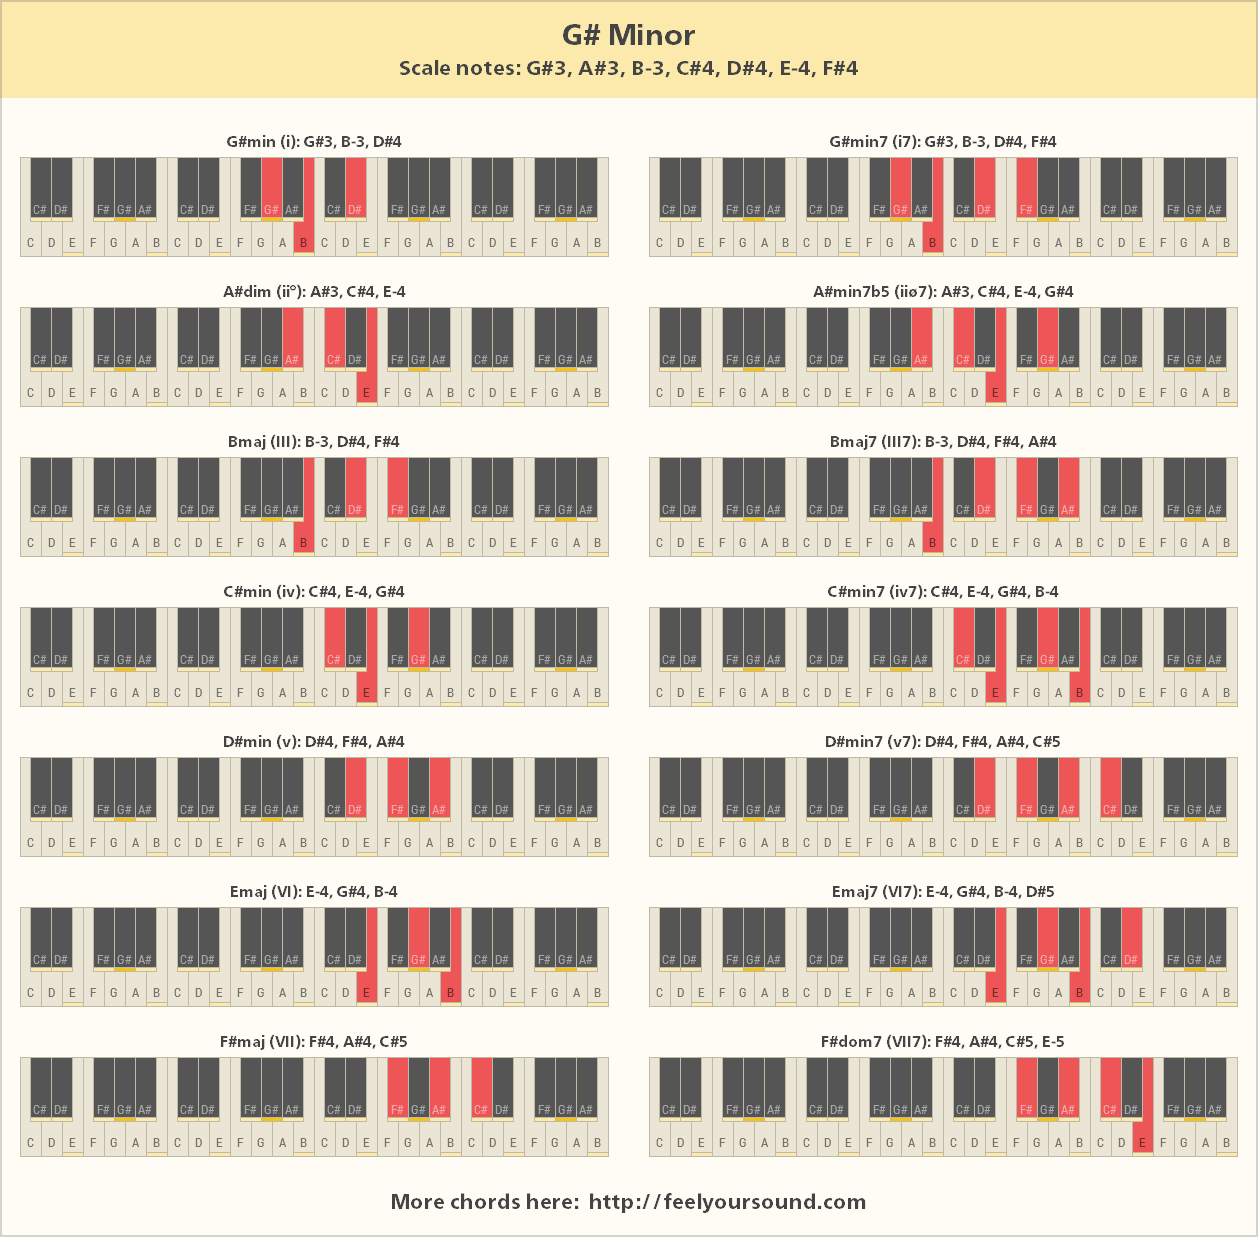 G# Minor
Scale notes: G#3, A#3, B-3, C#4, D#4, E-4, F#4
G#min (i): G#3, B-3, D#4
C# D# F# G# A# C# D# F# G# A# C# D# F# G# A# C# D# F# G# A#
C D E F G A B C D E F G A B C D E F G A B C D E F G A B
G#min7 (i7): G#3, B-3, D#4, F#4
C# D# F# G# A# C# D# F# G# A# C# D# F# G# A# C# D# F# G# A#
C D E F G A B C D E F G A B C D E F G A B C D E F G A B
A#dim (ii°): A#3, C#4, E-4
C# D# F# G# A# C# D# F# G# A# C# D# F# G# A# C# D# F# G# A#
C D E F G A B C D E F G A B C D E F G A B C D E F G A B
A#min7b5 (iiø7): A#3, C#4, E-4, G#4
C# D# F# G# A# C# D# F# G# A# C# D# F# G# A# C# D# F# G# A#
C D E F G A B C D E F G A B C D E F G A B C D E F G A B
Bmaj (III): B-3, D#4, F#4
C# D# F# G# A# C# D# F# G# A# C# D# F# G# A# C# D# F# G# A#
C D E F G A B C D E F G A B C D E F G A B C D E F G A B
Bmaj7 (III7): B-3, D#4, F#4, A#4
C# D# F# G# A# C# D# F# G# A# C# D# F# G# A# C# D# F# G# A#
C D E F G A B C D E F G A B C D E F G A B C D E F G A B
C#min (iv): C#4, E-4, G#4
C# D# F# G# A# C# D# F# G# A# C# D# F# G# A# C# D# F# G# A#
C D E F G A B C D E F G A B C D E F G A B C D E F G A B
C#min7 (iv7): C#4, E-4, G#4, B-4
C# D# F# G# A# C# D# F# G# A# C# D# F# G# A# C# D# F# G# A#
C D E F G A B C D E F G A B C D E F G A B C D E F G A B
D#min (v): D#4, F#4, A#4
C# D# F# G# A# C# D# F# G# A# C# D# F# G# A# C# D# F# G# A#
C D E F G A B C D E F G A B C D E F G A B C D E F G A B
D#min7 (v7): D#4, F#4, A#4, C#5
C# D# F# G# A# C# D# F# G# A# C# D# F# G# A# C# D# F# G# A#
C D E F G A B C D E F G A B C D E F G A B C D E F G A B
Emaj (VI): E-4, G#4, B-4
C# D# F# G# A# C# D# F# G# A# C# D# F# G# A# C# D# F# G# A#
C D E F G A B C D E F G A B C D E F G A B C D E F G A B
Emaj7 (VI7): E-4, G#4, B-4, D#5
C# D# F# G# A# C# D# F# G# A# C# D# F# G# A# C# D# F# G# A#
C D E F G A B C D E F G A B C D E F G A B C D E F G A B
F#maj (VII): F#4, A#4, C#5
C# D# F# G# A# C# D# F# G# A# C# D# F# G# A# C# D# F# G# A#
C D E F G A B C D E F G A B C D E F G A B C D E F G A B
F#dom7 (VII7): F#4, A#4, C#5, E-5
C# D# F# G# A# C# D# F# G# A# C# D# F# G# A# C# D# F# G# A#
C D E F G A B C D E F G A B C D E F G A B C D E F G A B
More chords here: http://feelyoursound.com